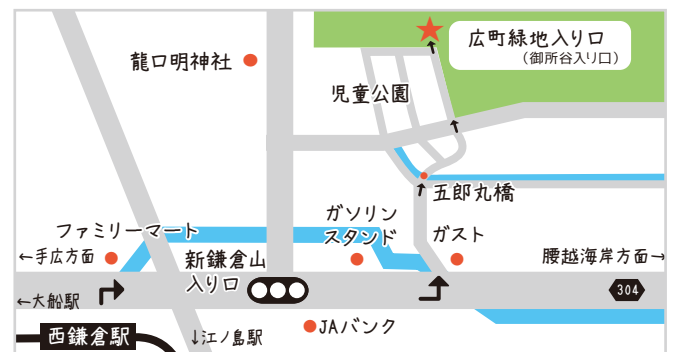 広町緑地入り口
(御所谷入り口)
龍口明神社
児童公園
五郎丸橋
ガソリン
スタンド
ガスト
ファミリーマート
←手広方面
新鎌倉山
入り口
腰越海岸方面→
←大船駅
304
西鎌倉駅
↓江ノ島駅
JAバンク